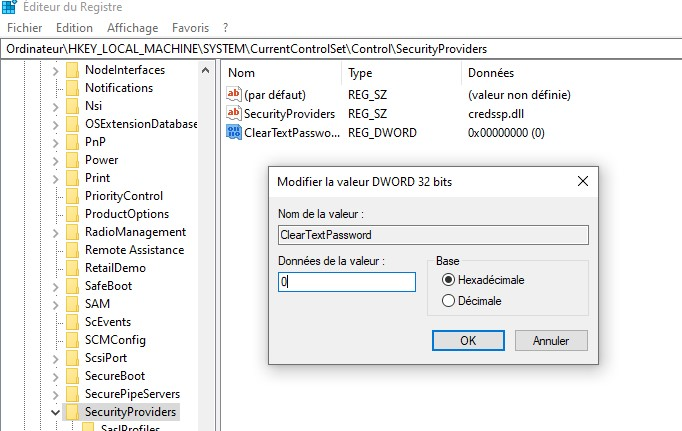 Éditeur du Registre
Fichier Edition Affichage Favoris ?
Ordinateur\HKEY_LOCAL_MACHINE\SYSTEM\CurrentControlSet\Control\SecurityProviders
NodeInterfaces
Notifications
Nsi
OSExtensionDatabase
PnP
Power
Print
PriorityControl
ProductOptions
RadioManagement
Remote Assistance
RetailDemo
SafeBoot
SAM
ScEvents
SCMConfig
ScsiPort
SecureBoot
SecurePipeServers
SecurityProviders
SaslProfiles
Nom Type Données
(par défaut) REG_SZ (valeur non définie)
SecurityProviders REG_SZ credssp.dll
ClearTextPasswo... REG_DWORD 0x00000000 (0)
Modifier la valeur DWORD 32 bits
Nom de la valeur :
ClearTextPassword
Données de la valeur :
0
Base
Hexadécimale
Décimale
OK Annuler